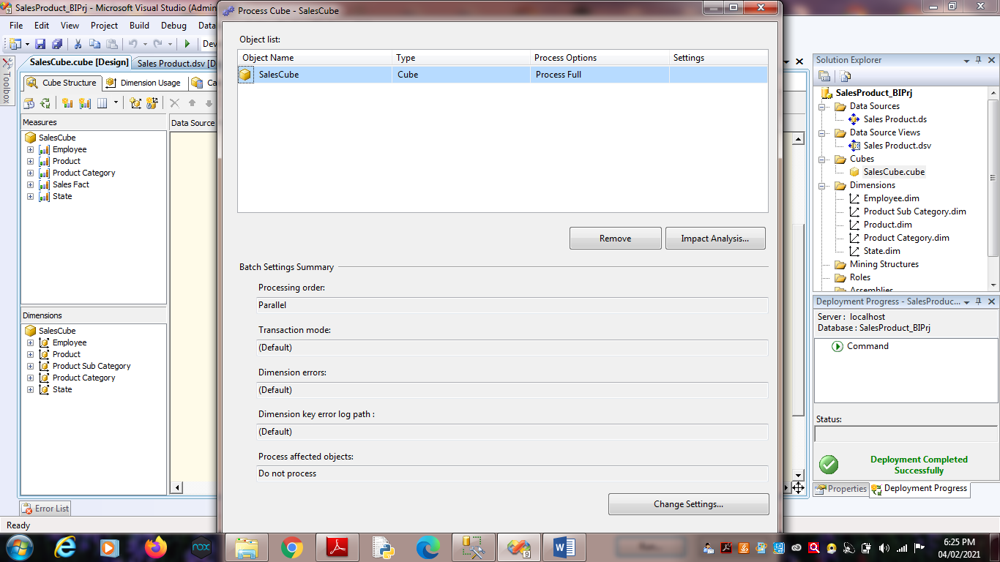 SalesProduct_BIPrj - Microsoft Visual Studio (Admin
Process Cube - SalesCube
File Edit View Project Build Debug Data
Dev
SalesCube.cube [Design] Sales Product.dsv [D
Cube Structure Dimension Usage Ca
Toolbox
Measures
SalesCube
Employee
Product
Product Category
Sales Fact
State
Data Source
Dimensions
SalesCube
Employee
Product
Product Sub Category
Product Category
State
Error List
Ready
Object list:
Object Name Type Process Options Settings
SalesCube Cube Process Full
Remove Impact Analysis...
Batch Settings Summary
Processing order:
Parallel
Transaction mode:
(Default)
Dimension errors:
(Default)
Dimension key error log path :
(Default)
Process affected objects:
Do not process
Change Settings...
Solution Explorer
SalesProduct_BIPrj
Data Sources
Sales Product.ds
Data Source Views
Sales Product.dsv
Cubes
SalesCube.cube
Dimensions
Employee.dim
Product Sub Category.dim
Product.dim
Product Category.dim
State.dim
Mining Structures
Roles
Assemblies
Deployment Progress - SalesProduc...
Server : localhost
Database : SalesProduct_BIPrj
Command
Status:
Deployment Completed
Successfully
Properties Deployment Progress
nox
9
W
Run...
6:25 PM
04/02/2021